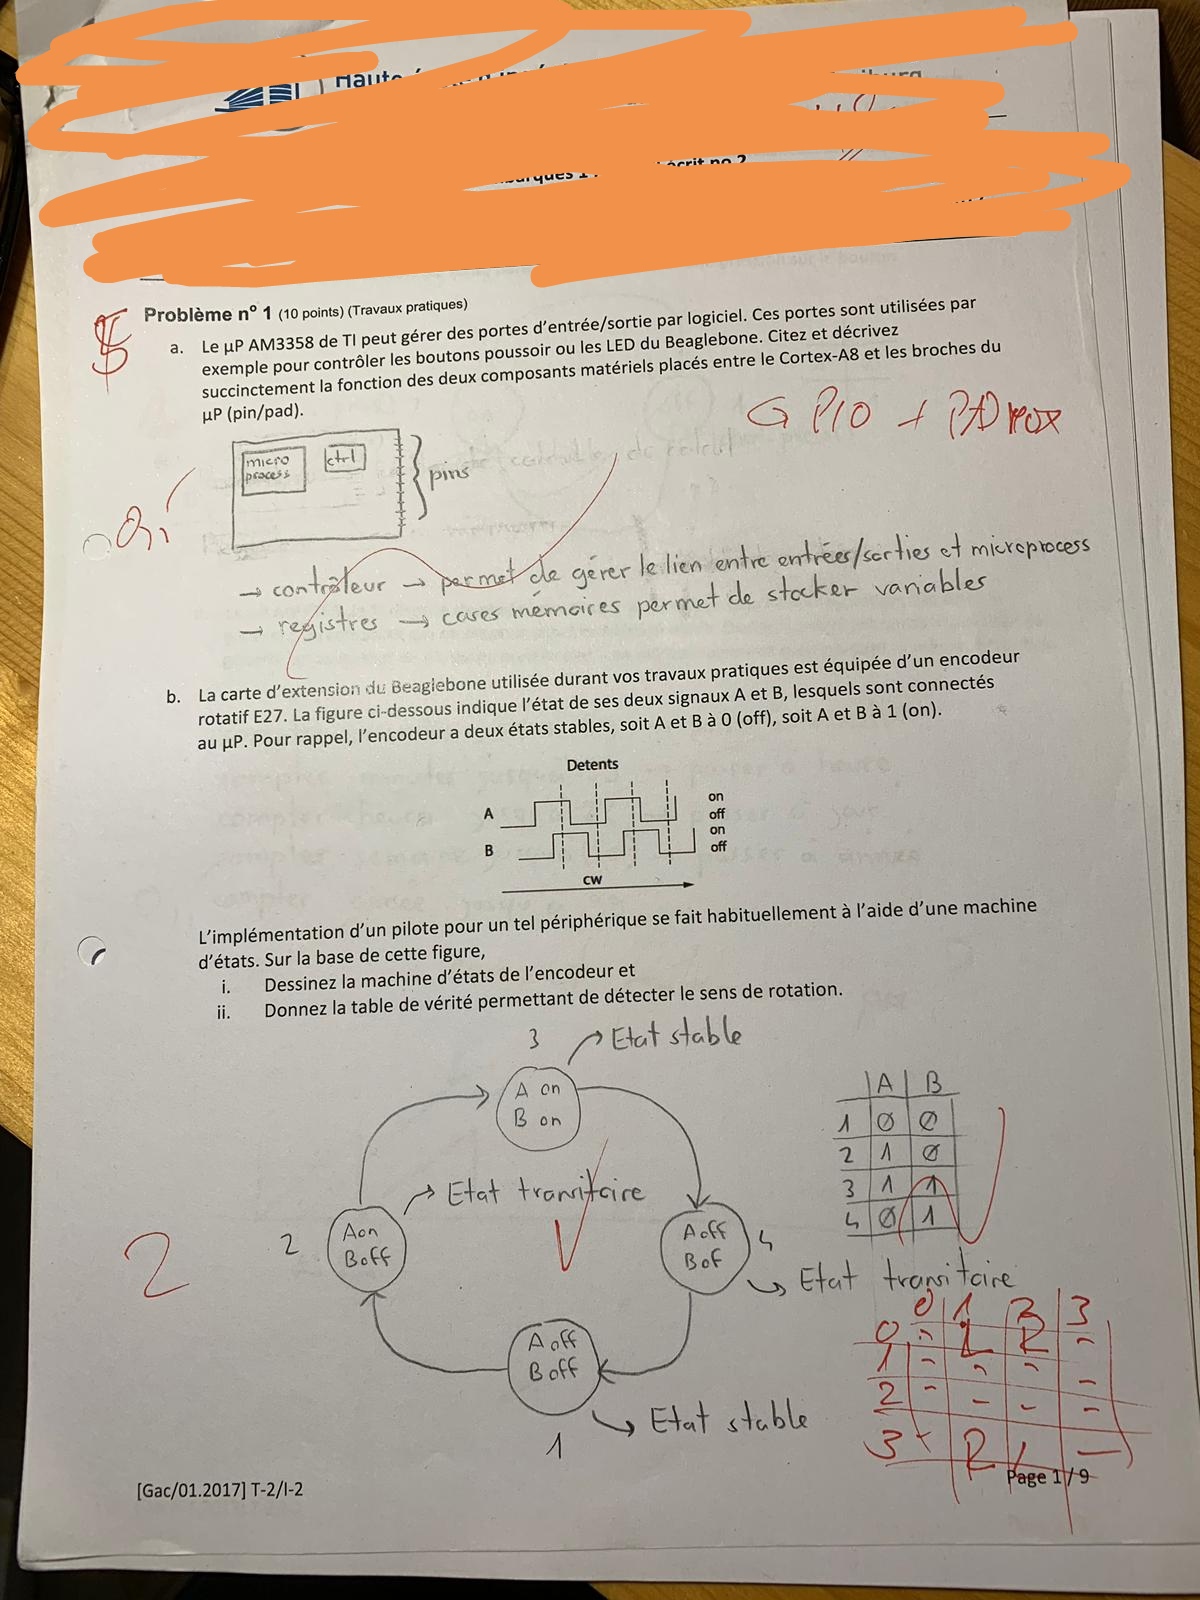 Haute
écrit no 2
Problème n° 1 (10 points) (Travaux pratiques)
5
a. Le µP AM3358 de TI peut gérer des portes d'entrée/sortie par logiciel. Ces portes sont utilisées par
exemple pour contrôler les boutons poussoir ou les LED du Beaglebone. Citez et décrivez
succinctement la fonction des deux composants matériels placés entre le Cortex-A8 et les broches du
µP (pin/pad).
GPIO + PADMOX
micro
process
ctrl
pins
→ contrôleur → permet de gérer le lien entre entrées/sorties et microprocess
→ registres → cases mémoires permet de stocker variables
b. La carte d'extension du Beaglebone utilisée durant vos travaux pratiques est équipée d'un encodeur
rotatif E27. La figure ci-dessous indique l'état de ses deux signaux A et B, lesquels sont connectés
au µP. Pour rappel, l'encodeur a deux états stables, soit A et B à 0 (off), soit A et B à 1 (on).
Detents
A
on
off
B
on
off
CW
L'implémentation d'un pilote pour un tel périphérique se fait habituellement à l'aide d'une machine
d'états. Sur la base de cette figure,
i. Dessinez la machine d'états de l'encodeur et
ii. Donnez la table de vérité permettant de détecter le sens de rotation.
3 → Etat stable
A on
B on
A B
1 0 0
2 1 0
3 1 1
4 0 1
→ Etat transitoire
2
2
A on
B off
A off
B of
4
→ Etat transitoire
A off
B off
→ Etat stable
1
0 1 2 3
0 - L R -
1 - - - -
2 - - - -
3 - R L -
[Gac/01.2017] T-2/I-2
Page 1 / 9